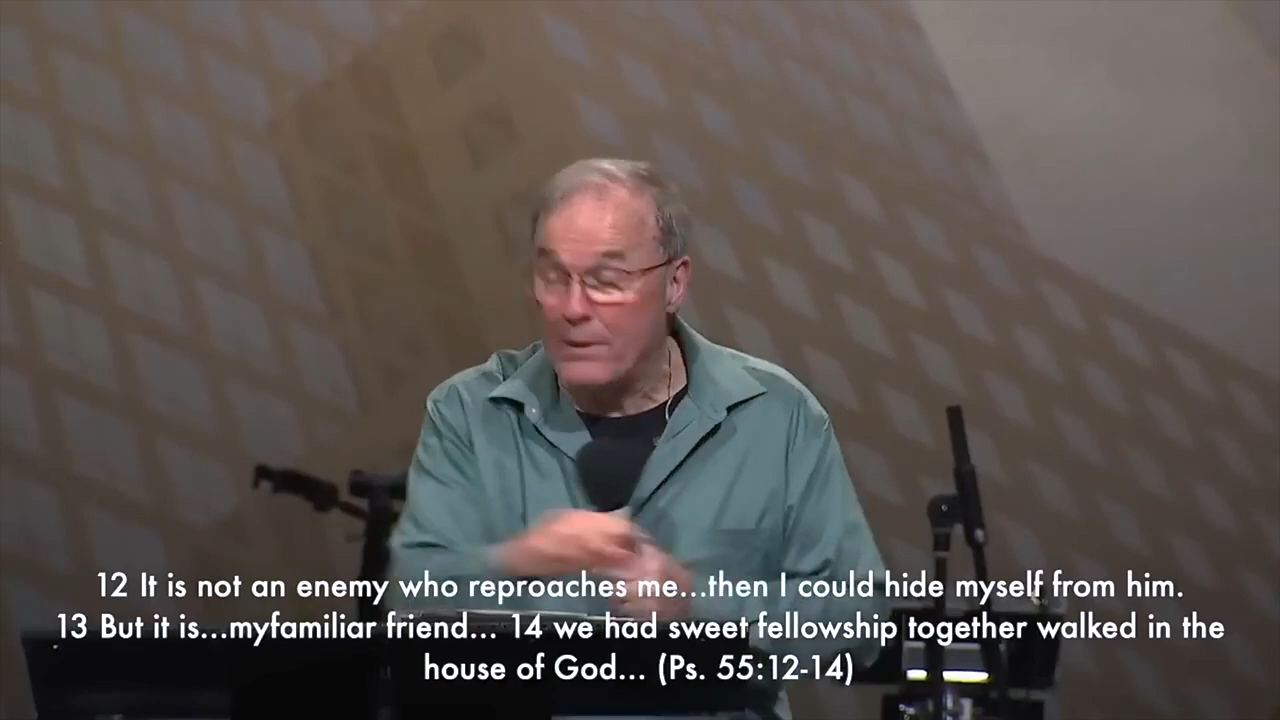 12 It is not an enemy who reproaches me...then I could hide myself from him.
13 But it is...myfamiliar friend... 14 we had sweet fellowship together walked in the
house of God... (Ps. 55:12-14)